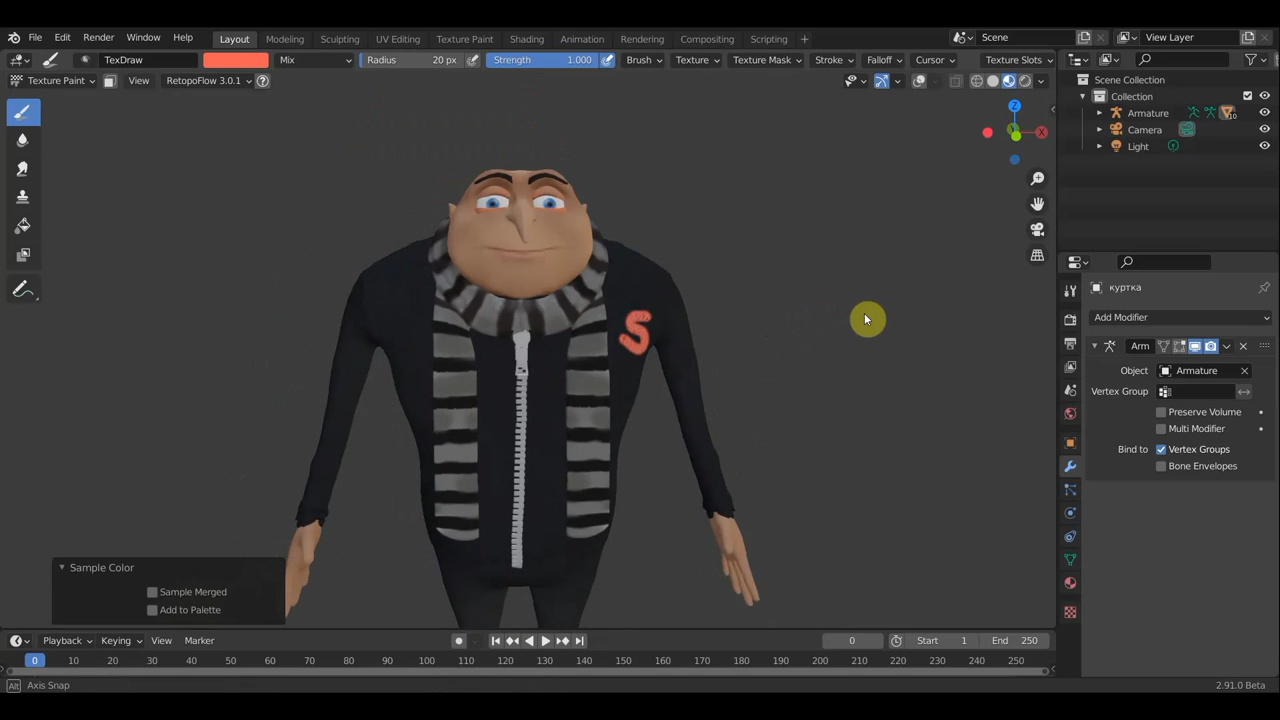 File Edit Render Window Help Layout Modeling Sculpting UV Editing Texture Paint Shading Animation Rendering Compositing Scripting + Scene View Layer
TexDraw Mix Radius 20 px Strength 1.000 Brush Texture Texture Mask Stroke Falloff Cursor Texture Slots
Texture Paint View RetopoFlow 3.0.1 ?
Scene Collection
Collection
Armature 10
Camera
Light
Z
X
куртка
Add Modifier
Arm
Object Armature
Vertex Group
Preserve Volume
Multi Modifier
Bind to Vertex Groups
Bone Envelopes
S
Sample Color
Sample Merged
Add to Palette
Playback Keying View Marker 0 Start 1 End 250
0 10 20 30 40 50 60 70 80 90 100 110 120 130 140 150 160 170 180 190 200 210 220 230 240 250
Alt Axis Snap 2.91.0 Beta